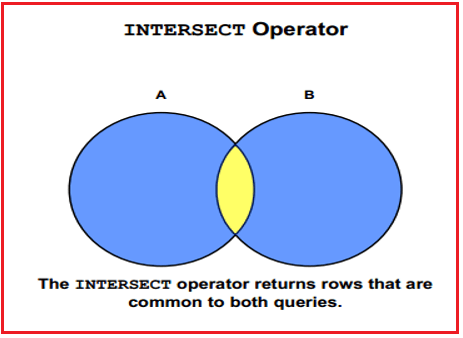 INTERSECT Operator
A B
The INTERSECT operator returns rows that are
common to both queries.